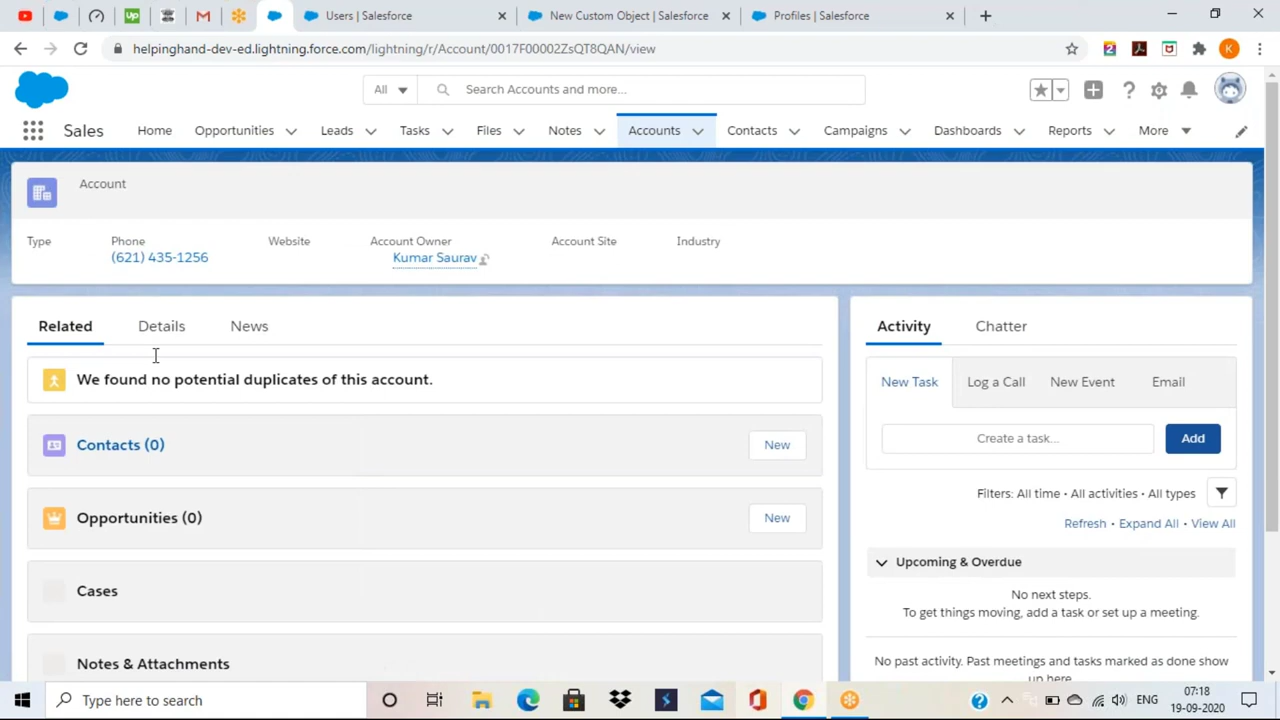 Users | Salesforce
New Custom Object | Salesforce
Profiles | Salesforce
helpinghand-dev-ed.lightning.force.com/lightning/r/Account/0017F00002ZsQT8QAN/view
All
Search Accounts and more...
Sales
Home
Opportunities
Leads
Tasks
Files
Notes
Accounts
Contacts
Campaigns
Dashboards
Reports
More
Account
Type
Phone
Website
Account Owner
Account Site
Industry
(621) 435-1256
Kumar Saurav
Related
Details
News
We found no potential duplicates of this account.
Contacts (0)
New
Opportunities (0)
New
Cases
Notes & Attachments
Activity
Chatter
New Task
Log a Call
New Event
Email
Create a task...
Add
Filters: All time • All activities • All types
Refresh • Expand All • View All
Upcoming & Overdue
No next steps.
To get things moving, add a task or set up a meeting.
No past activity. Past meetings and tasks marked as done show
up here.
Type here to search
ENG
07:18
19-09-2020